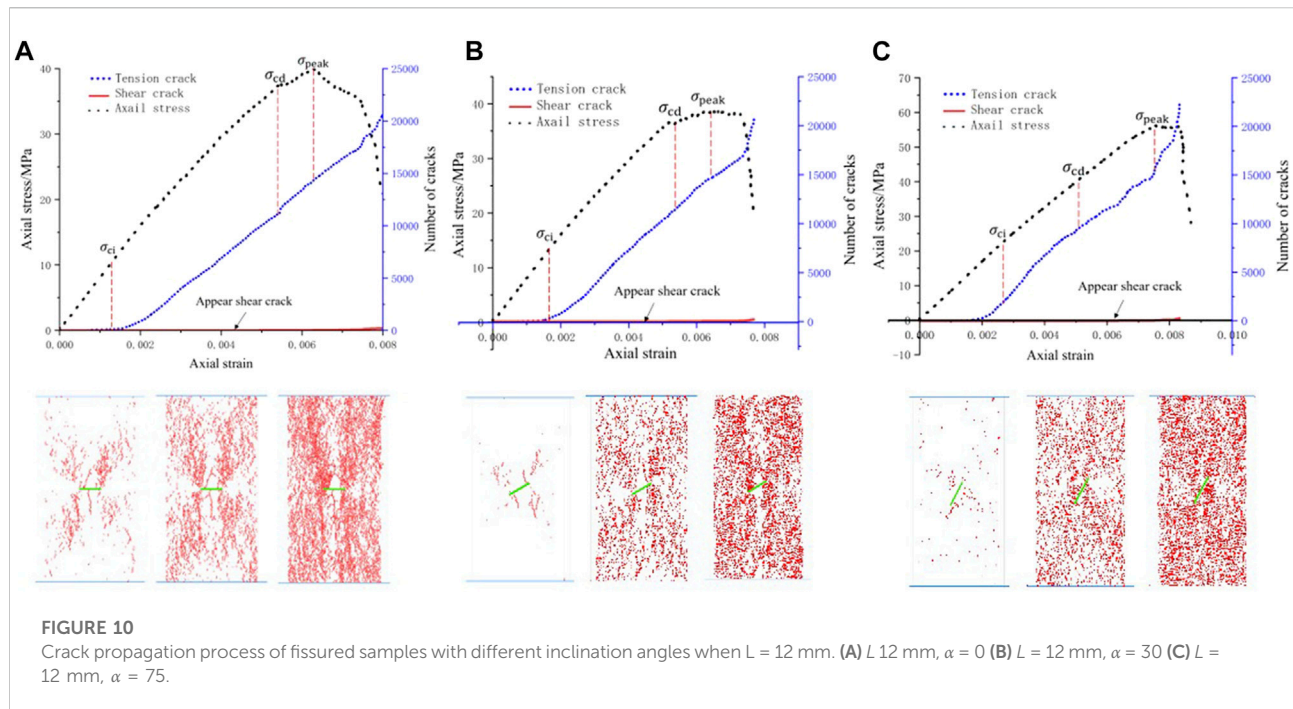 A
σpeak
σcd
Tension crack
Shear crack
Axail stress
σci
Appear shear crack
40
30
20
10
0
Axial stress/MPa
25000
20000
15000
10000
5000
0
Number of cracks
0.000 0.002 0.004 0.006 0.008
Axial strain
B
σpeak
σcd
Tension crack
Shear crack
Axail stress
σci
Appear shear crack
45
40
35
30
25
20
15
10
5
0
Axial stress/MPa
25000
20000
15000
10000
5000
0
Number of cracks
0.000 0.002 0.004 0.006 0.008
Axial strain
C
σpeak
σcd
Tension crack
Shear crack
Axail stress
σci
Appear shear crack
70
60
50
40
30
20
10
0
-10
Axial stress/MPa
25000
20000
15000
10000
5000
0
Number of cracks
0.000 0.002 0.004 0.006 0.008 0.010
Axial strain
FIGURE 10
Crack propagation process of fissured samples with different inclination angles when L = 12 mm. (A) L 12 mm, α = 0 (B) L = 12 mm, α = 30 (C) L =
12 mm, α = 75.